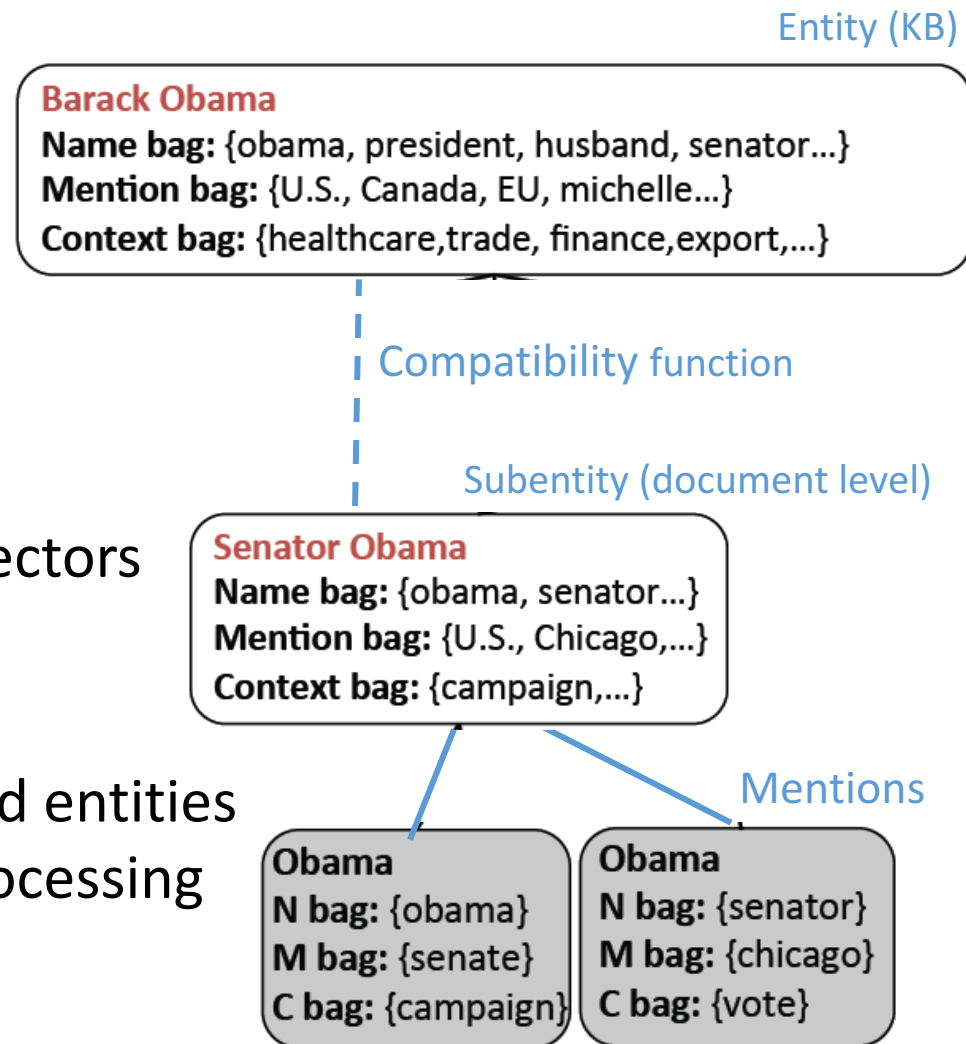 Entity (KB)
Barack Obama
Name bag: {obama, president, husband, senator...}
Mention bag: {U.S., Canada, EU, michelle...}
Context bag: {healthcare,trade, finance,export,...}
Compatibility function
Subentity (document level)
ectors
Senator Obama
Name bag: {obama, senator...}
Mention bag: {U.S., Chicago,...}
Context bag: {campaign,...}
d entities
ocessing
Mentions
Obama
N bag: {obama}
M bag: {senate}
C bag: {campaign}
Obama
N bag: {senator}
M bag: {chicago}
C bag: {vote}